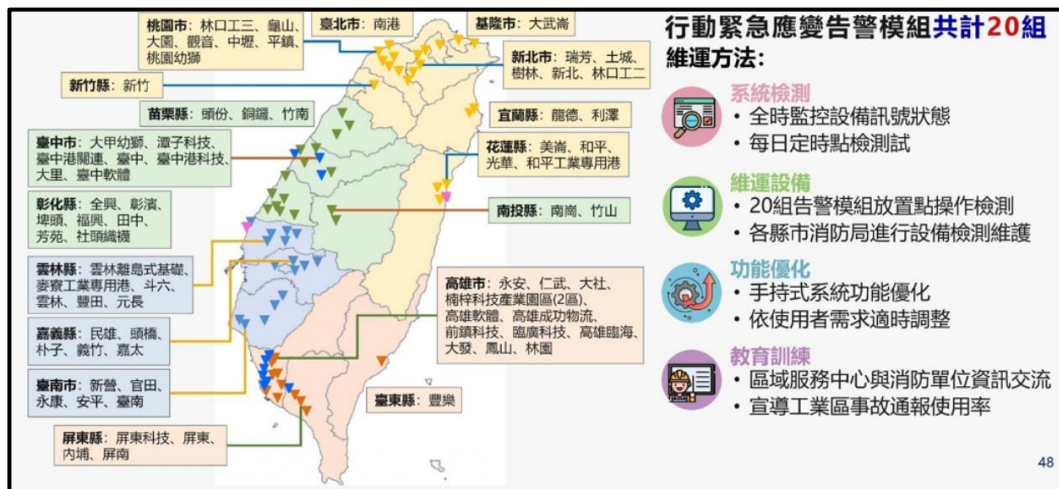 桃園市：林口工三、龜山、
大園、觀音、中壢、平鎮、
桃園幼獅
臺北市：南港
基隆市：大武崙
新北市：瑞芳、土城、
樹林、新北、林口工二
新竹縣：新竹
苗栗縣：頭份、銅鑼、竹南
宜蘭縣：龍德、利澤
臺中市：大甲幼獅、潭子科技、
臺中港關連、臺中、臺中港科技、
大里、臺中軟體
花蓮縣：美崙、和平、
光華、和平工業專用港
彰化縣：全興、彰濱、
埤頭、福興、田中、
芳苑、社頭織襪
南投縣：南崗、竹山
雲林縣：雲林離島式基礎、
麥寮工業專用港、斗六、
雲林、豐田、元長
高雄市：永安、仁武、大社、
楠梓科技產業園區(2區)、
高雄軟體、高雄成功物流、
前鎮科技、臨廣科技、高雄臨海、
大發、鳳山、林園
嘉義縣：民雄、頭橋、
朴子、義竹、嘉太
臺南市：新營、官田、
永康、安平、臺南
臺東縣：豐樂
屏東縣：屏東科技、屏東、
內埔、屏南
行動緊急應變告警模組共計20組
維運方法：
系統檢測
• 全時監控設備訊號狀態
• 每日定時點檢測試
維運設備
• 20組告警模組放置點操作檢測
• 各縣市消防局進行設備檢測維護
功能優化
• 手持式系統功能優化
• 依使用者需求適時調整
教育訓練
• 區域服務中心與消防單位資訊交流
• 宣導工業區事故通報使用率
48